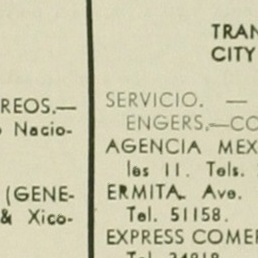 REOS.—
Nacio-
(GENE-
& Xico-
TRAN
CITY
SERVICIO. —
ENGERS,—CO
AGENCIA MEX
les 11. Tels.
ERMITA. Ave.
Tel. 51158.
EXPRESS COMER
Tel.